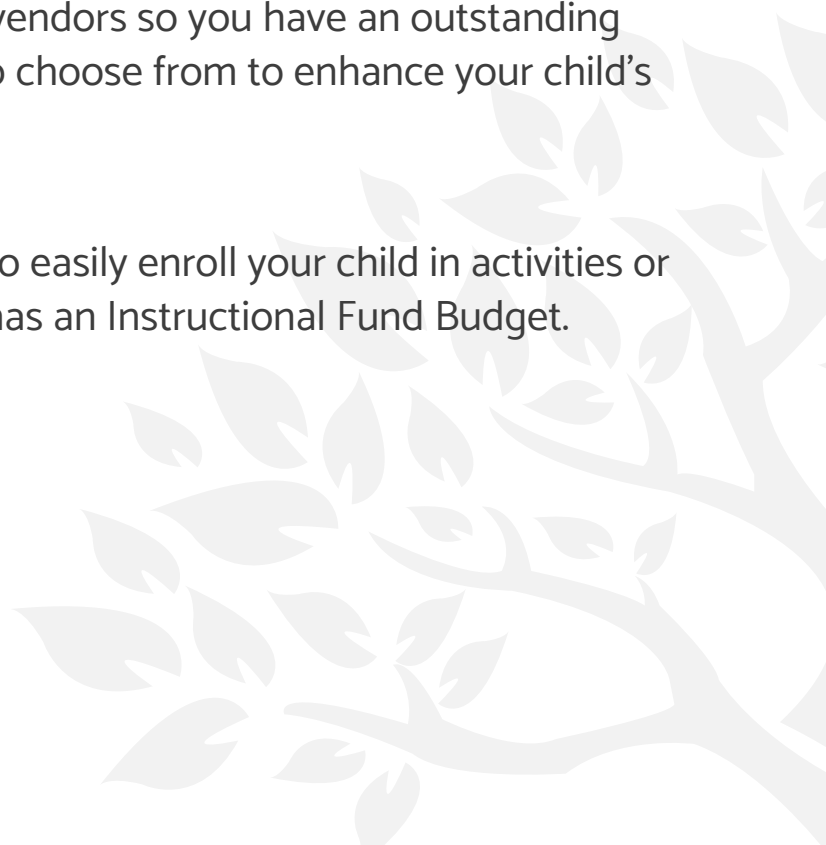 vendors so you have an outstanding
o choose from to enhance your child’s
o easily enroll your child in activities or
has an Instructional Fund Budget.